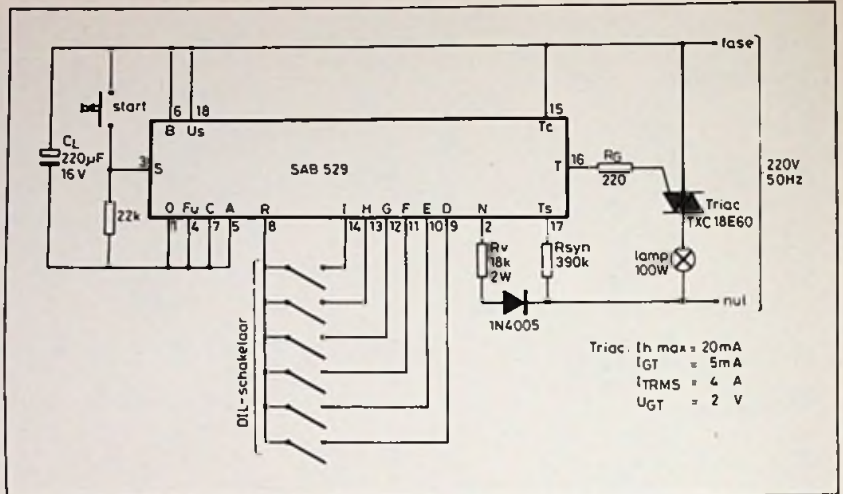 fase
6
18
15
start
B
Us
Tc
CL
220µF
16V
3
S
SAB 529
T
16
RG
220
220V
50Hz
Triac
TXC 18E60
22k
0
Fu
C
A
R
I
H
G
F
E
D
N
Ts
1
4
7
5
8
14
13
12
11
10
9
2
17
Rv
18k
2W
Rsyn
390k
lamp
100W
1N4005
nul
DIL-schakelaar
Triac. Ih max = 20mA
IGT = 5mA
ITRMS = 4 A
UGT = 2 V